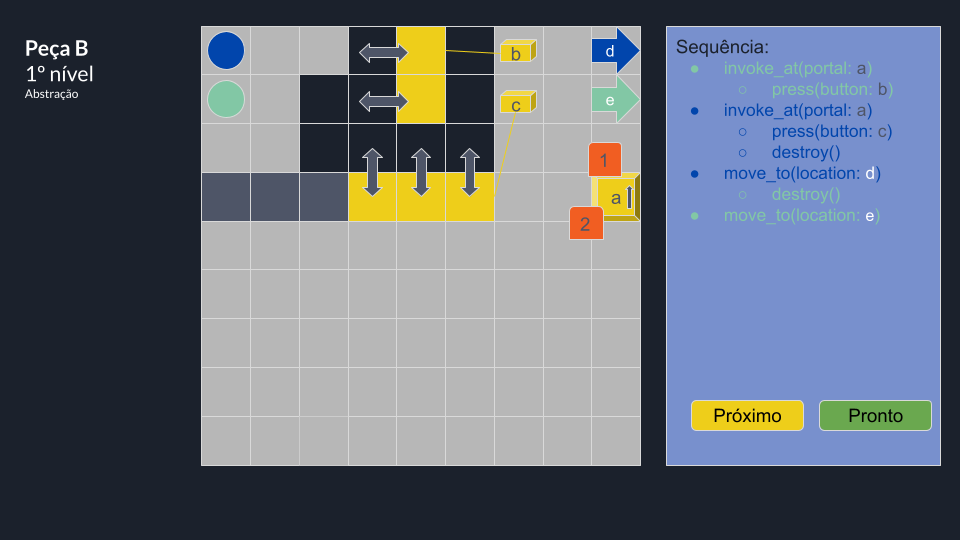 Peça B
1º nível
Abstração
b
d
c
e
1
a
2
Sequência:
● invoke_at(portal: a)
○ press(button: b)
● invoke_at(portal: a)
○ press(button: c)
○ destroy()
● move_to(location: d)
○ destroy()
● move_to(location: e)
Próximo
Pronto